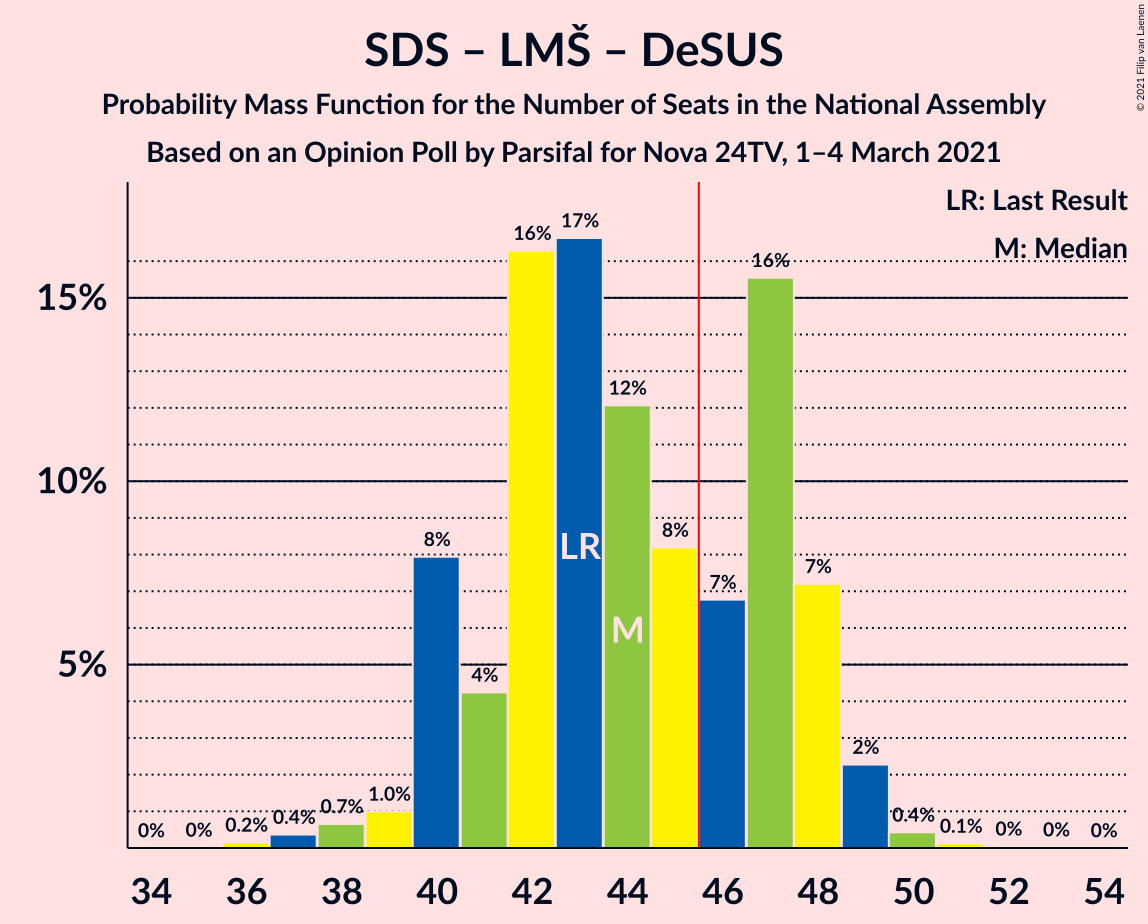 SDS – LMŠ – DeSUS
Probability Mass Function for the Number of Seats in the National Assembly
Based on an Opinion Poll by Parsifal for Nova 24TV, 1–4 March 2021
© 2021 Filip van Laenen
LR: Last Result
M: Median
15%
10%
5%
0%
0%
0.2%
0.4%
0.7%
1.0%
8%
4%
16%
17%
12%
8%
7%
16%
7%
2%
0.4%
0.1%
0%
0%
0%
LR
M
34 36 38 40 42 44 46 48 50 52 54